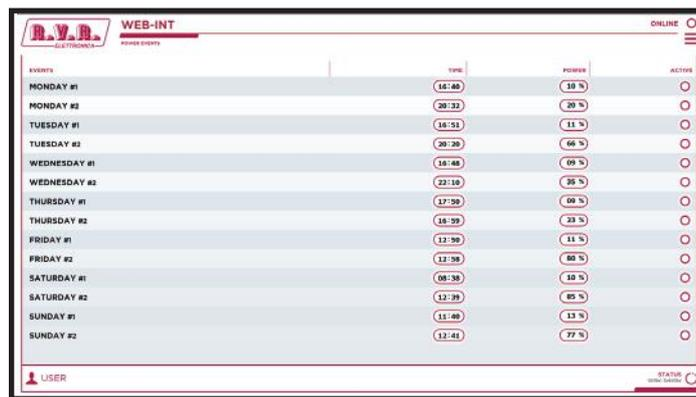 R.V.R.
ELETTRONICA
WEB-INT
POWER EVENTS
ONLINE
EVENTS TIME POWER ACTIVE
MONDAY #1 16:40 10 %
MONDAY #2 20:32 20 %
TUESDAY #1 16:51 11 %
TUESDAY #2 20:20 66 %
WEDNESDAY #1 16:48 09 %
WEDNESDAY #2 22:10 35 %
THURSDAY #1 17:50 09 %
THURSDAY #2 16:59 23 %
FRIDAY #1 12:50 11 %
FRIDAY #2 12:58 80 %
SATURDAY #1 08:38 10 %
SATURDAY #2 12:39 85 %
SUNDAY #1 11:40 13 %
SUNDAY #2 12:41 77 %
USER
STATUS